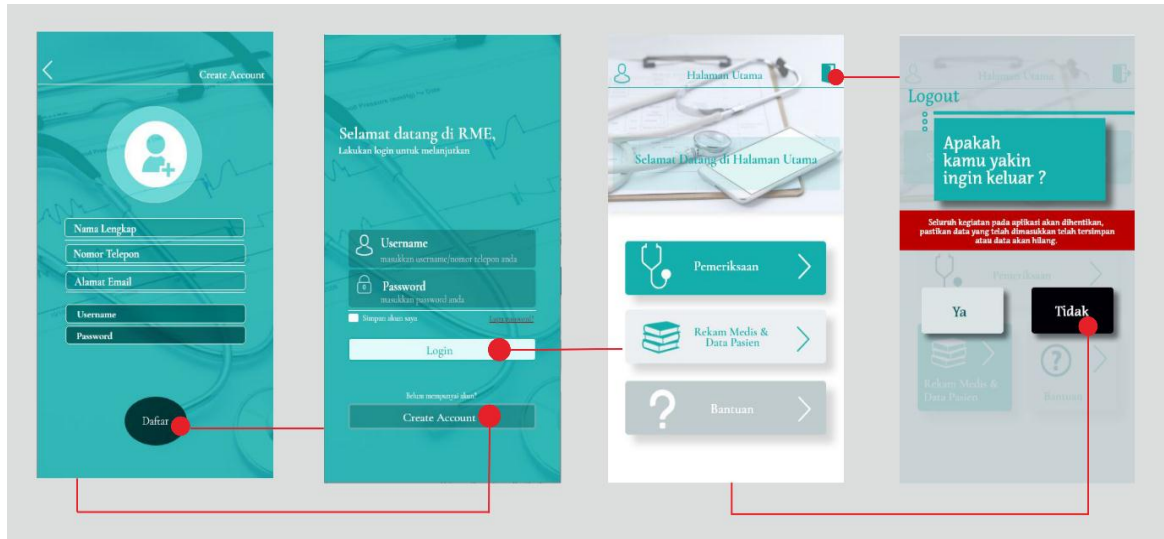 Create Account
Nama Lengkap
Nomor Telepon
Alamat Email
Username
Password
Daftar
Selamat datang di RME,
Lakukan login untuk melanjutkan
Username
masukkan username/nomor telepon anda
Password
masukkan password anda
Simpan akun saya
Lupa password?
Login
Belum mempunyai akun?
Create Account
Halaman Utama
Selamat Datang di Halaman Utama
Pemeriksaan
Rekam Medis &
Data Pasien
Bantuan
Halaman Utama
Logout
Apakah
kamu yakin
ingin keluar ?
Seluruh kegiatan pada aplikasi akan dihentikan,
pastikan data yang telah dimasukkan telah tersimpan
atau data akan hilang.
Pemeriksaan
Ya
Tidak
Rekam Medis &
Data Pasien
Bantuan